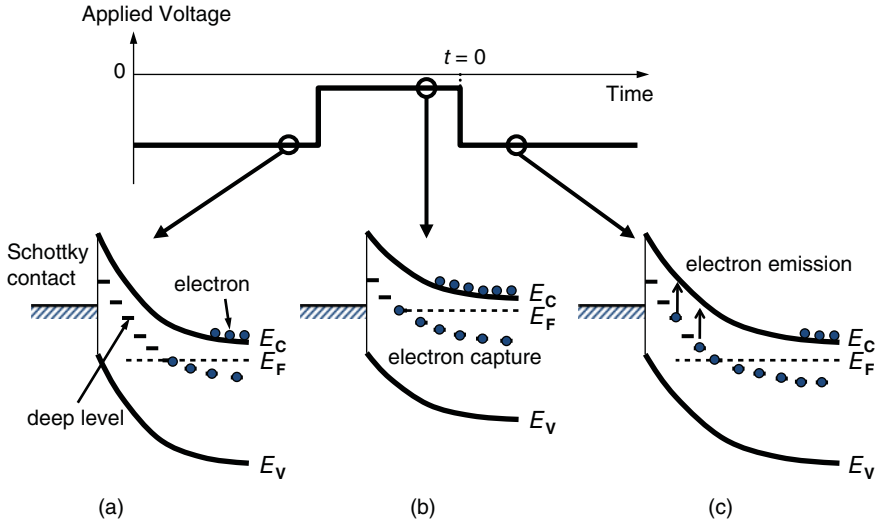 Applied Voltage
0
t = 0
Time
Schottky
contact
electron
deep level
E_C
E_F
E_V
(a)
electron capture
E_C
E_F
E_V
(b)
electron emission
E_C
E_F
E_V
(c)